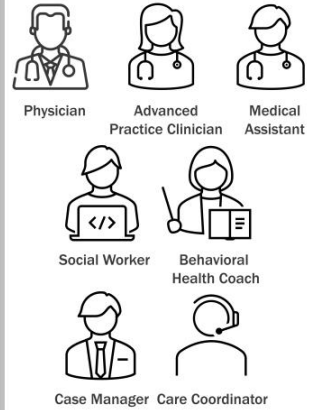 Physician
Advanced
Practice Clinician
Medical
Assistant
</>
Social Worker
Behavioral
Health Coach
Case Manager
Care Coordinator